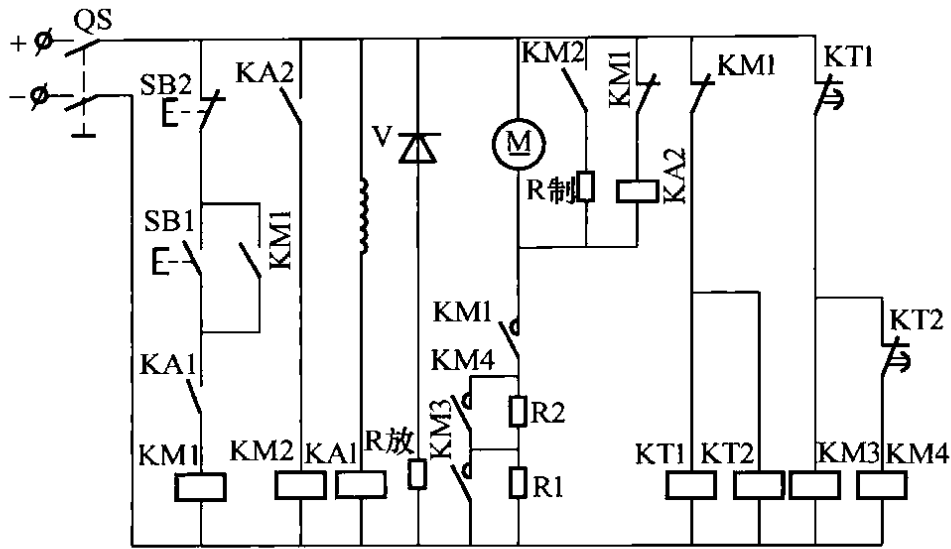 QS
+
−
SB2
KA2
V
M
KM2
KM1
KM1
KT1
R制
KA2
SB1
KM1
KM1
KT2
KM4
KA1
KM3
R2
R放
R1
KM1
KM2
KA1
KT1
KT2
KM3
KM4